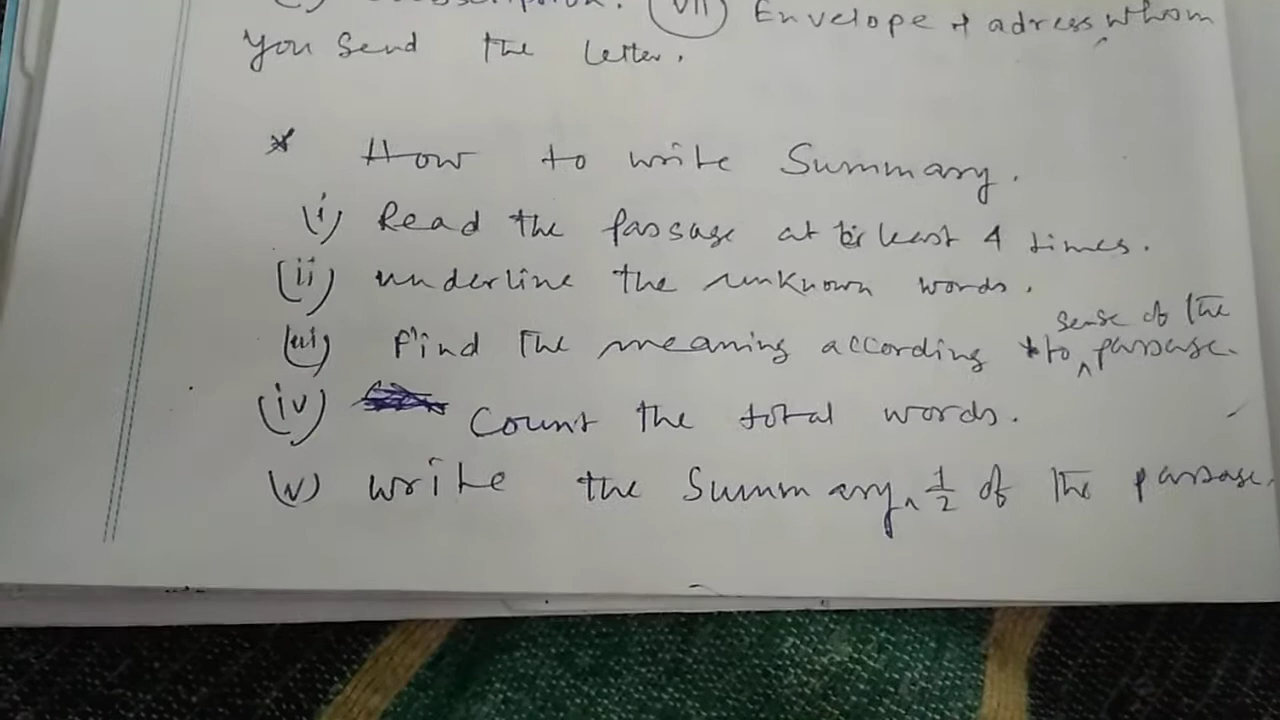 (VII) Envelope & adress, whom
you Send the letter.
* How to write Summary.
(i) Read the passage at least 4 times.
(ii) underline the unknown words.
(iii) Find The meaning according to sense of the passage.
(iv) Count the total words.
(v) write the Summary, 1/2 of the passage.